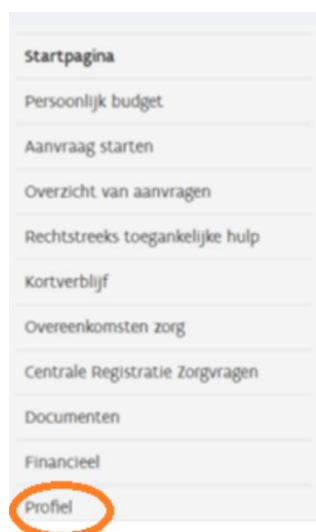 Startpagina
Persoonlijk budget
Aanvraag starten
Overzicht van aanvragen
Rechtstreeks toegankelijke hulp
Kortverblijf
Overeenkomsten zorg
Centrale Registratie Zorgvragen
Documenten
Financieel
Profiel